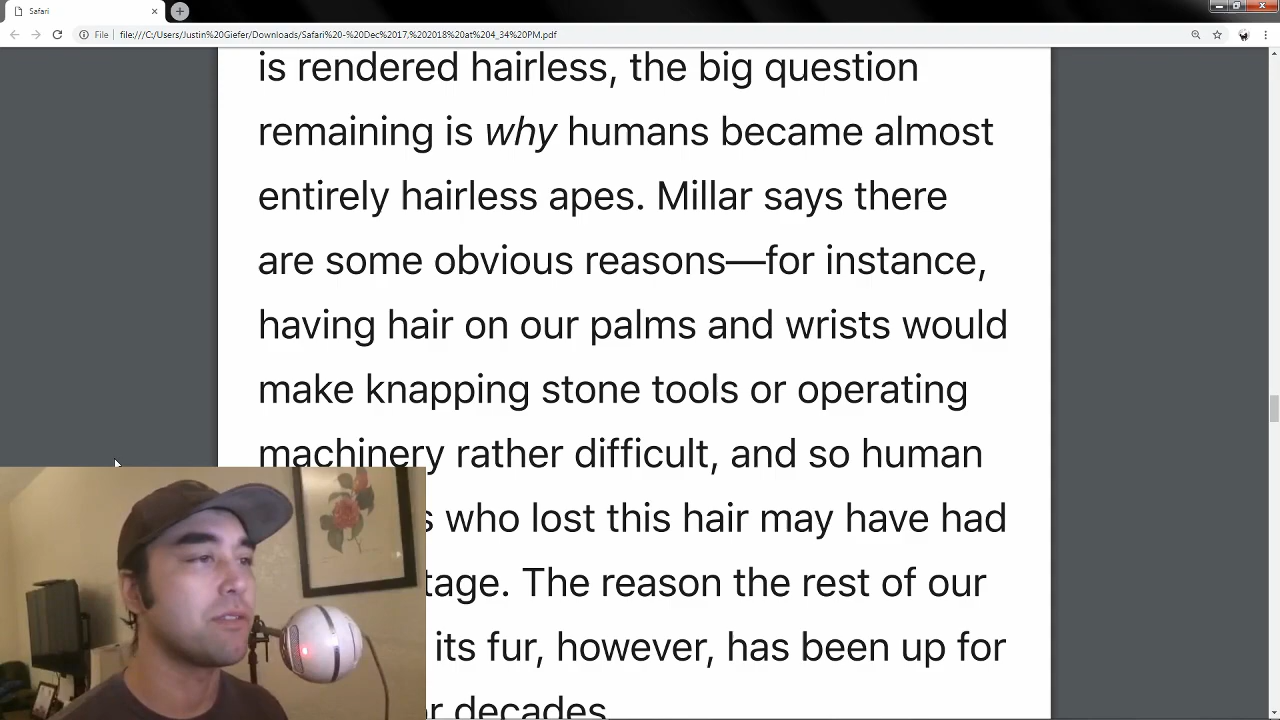 Safari
File
file:///C:/Users/Justin%20Giefer/Downloads/Safari%20-%20Dec%2017,%202018%20at%204_34%20PM.pdf
is rendered hairless, the big question
remaining is why humans became almost
entirely hairless apes. Millar says there
are some obvious reasons—for instance,
having hair on our palms and wrists would
make knapping stone tools or operating
machinery rather difficult, and so human
who lost this hair may have had
The reason the rest of our
its fur, however, has been up for
decades.